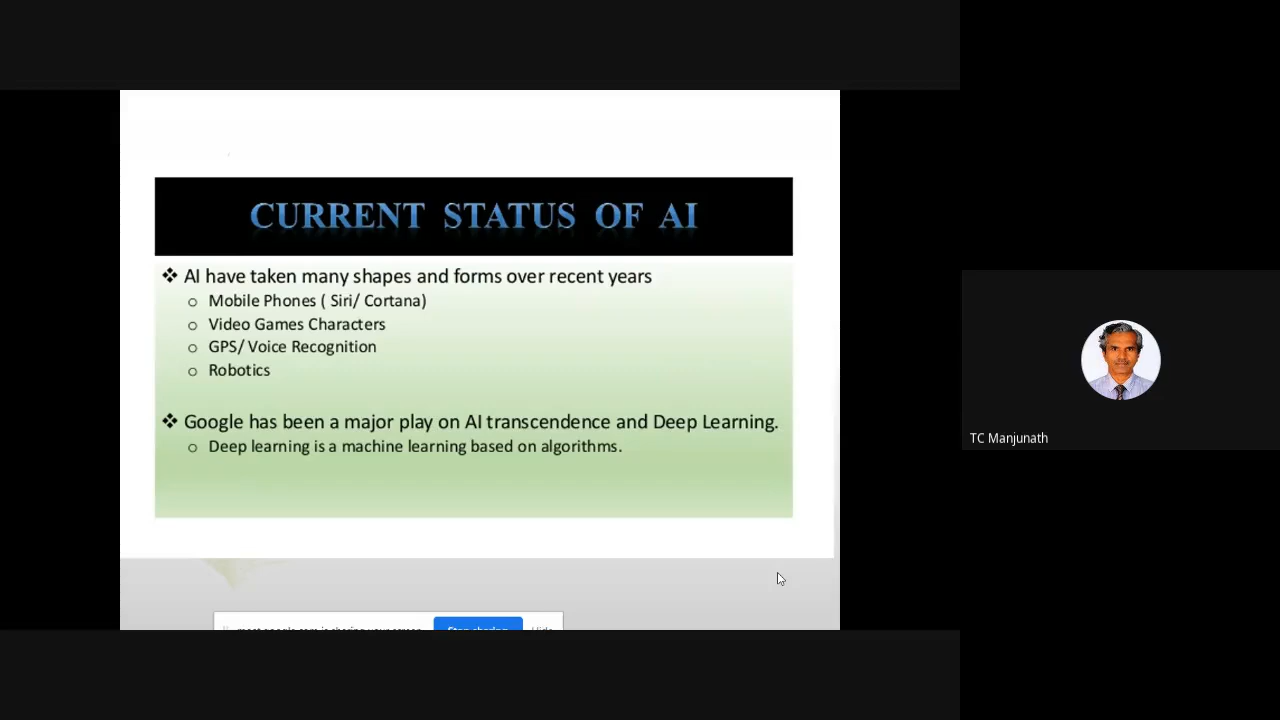 CURRENT STATUS OF AI
❖ AI have taken many shapes and forms over recent years
o Mobile Phones ( Siri/ Cortana)
o Video Games Characters
o GPS/ Voice Recognition
o Robotics
❖ Google has been a major play on AI transcendence and Deep Learning.
o Deep learning is a machine learning based on algorithms.
TC Manjunath